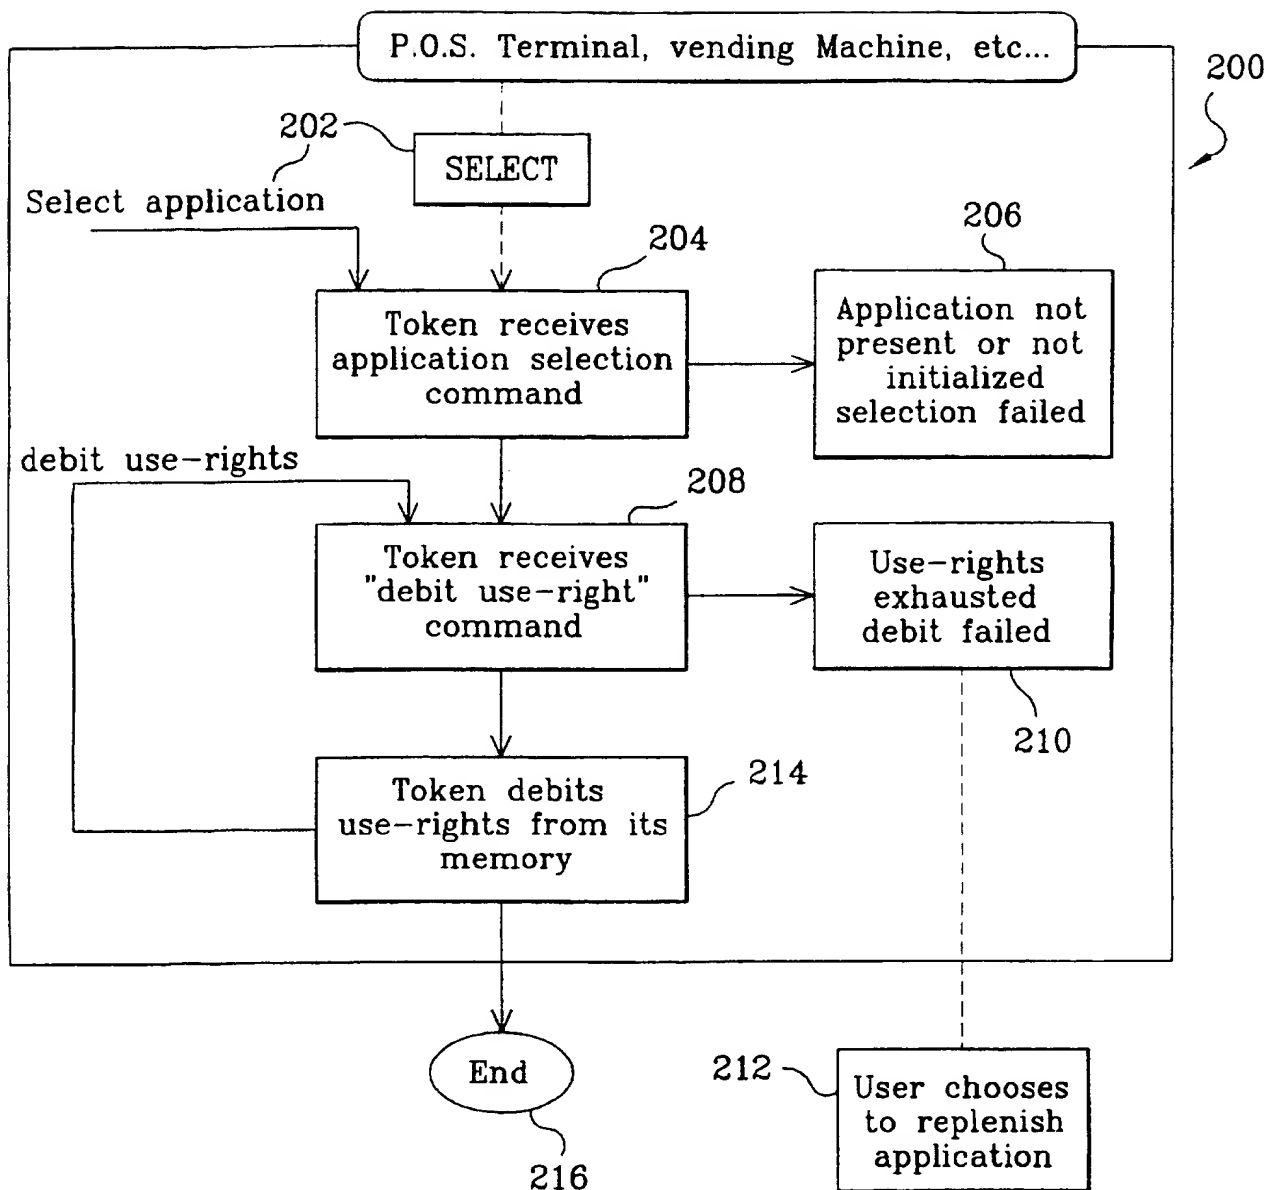 P.O.S. Terminal, vending Machine, etc...
200
202
SELECT
Select application
204
206
Token receives
application selection
command
Application not
present or not
initialized
selection failed
debit use-rights
208
Token receives
"debit use-right"
command
Use-rights
exhausted
debit failed
210
214
Token debits
use-rights from its
memory
End
216
212
User chooses
to replenish
application